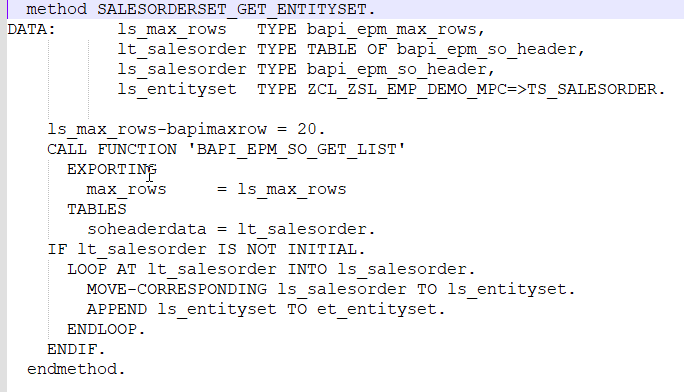 method SALESORDERSET_GET_ENTITYSET.
DATA: ls_max_rows TYPE bapi_epm_max_rows,
lt_salesorder TYPE TABLE OF bapi_epm_so_header,
ls_salesorder TYPE bapi_epm_so_header,
ls_entityset TYPE ZCL_ZSL_EMP_DEMO_MPC=>TS_SALESORDER.
ls_max_rows-bapimaxrow = 20.
CALL FUNCTION 'BAPI_EPM_SO_GET_LIST'
EXPORTING
max_rows = ls_max_rows
TABLES
soheaderdata = lt_salesorder.
IF lt_salesorder IS NOT INITIAL.
LOOP AT lt_salesorder INTO ls_salesorder.
MOVE-CORRESPONDING ls_salesorder TO ls_entityset.
APPEND ls_entityset TO et_entityset.
ENDLOOP.
ENDIF.
endmethod.